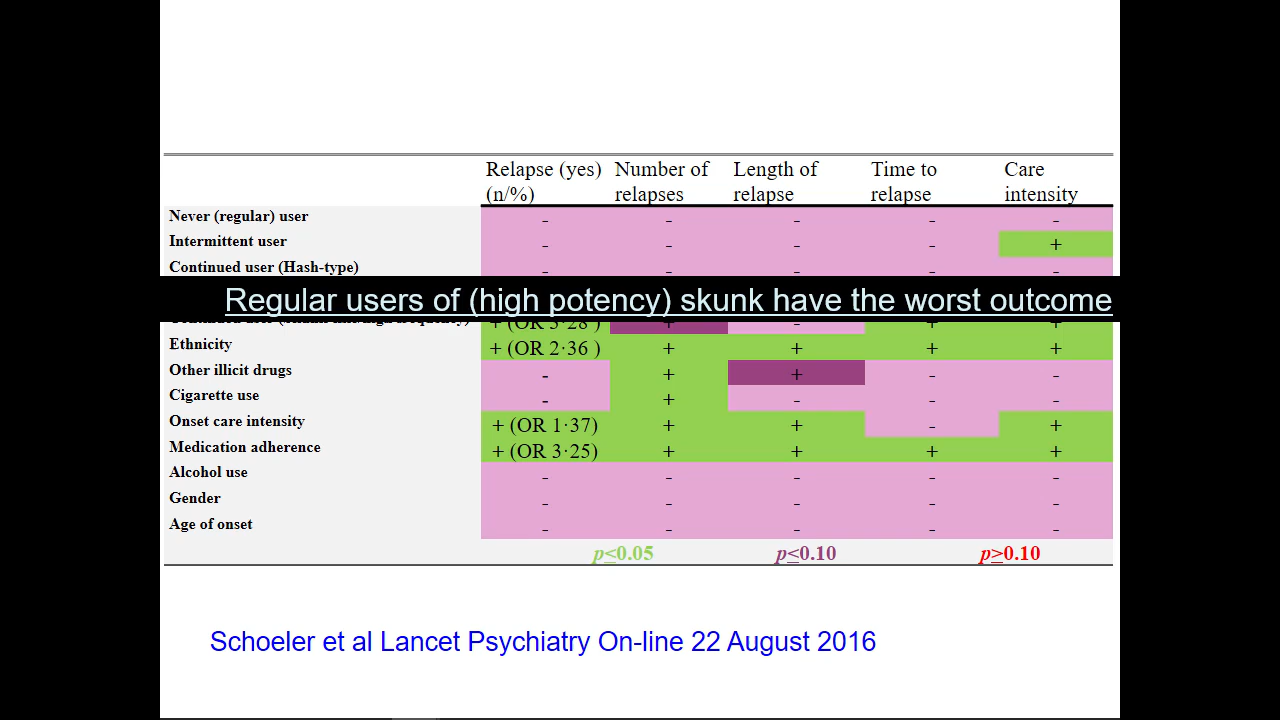 Relapse (yes) Number of Length of Time to Care
(n/%) relapses relapse relapse intensity
Never (regular) user - - - - -
Intermittent user - - - - +
Continued user (Hash-type) - - - - -
Regular users of (high potency) skunk have the worst outcome
+ (OR 3·28 ) + - + +
Ethnicity + (OR 2·36 ) + + + +
Other illicit drugs - + + - -
Cigarette use - + - - -
Onset care intensity + (OR 1·37) + + - +
Medication adherence + (OR 3·25) + + + +
Alcohol use - - - - -
Gender - - - - -
Age of onset - - - - -
p≤0.05 p≤0.10 p≥0.10
Schoeler et al Lancet Psychiatry On-line 22 August 2016